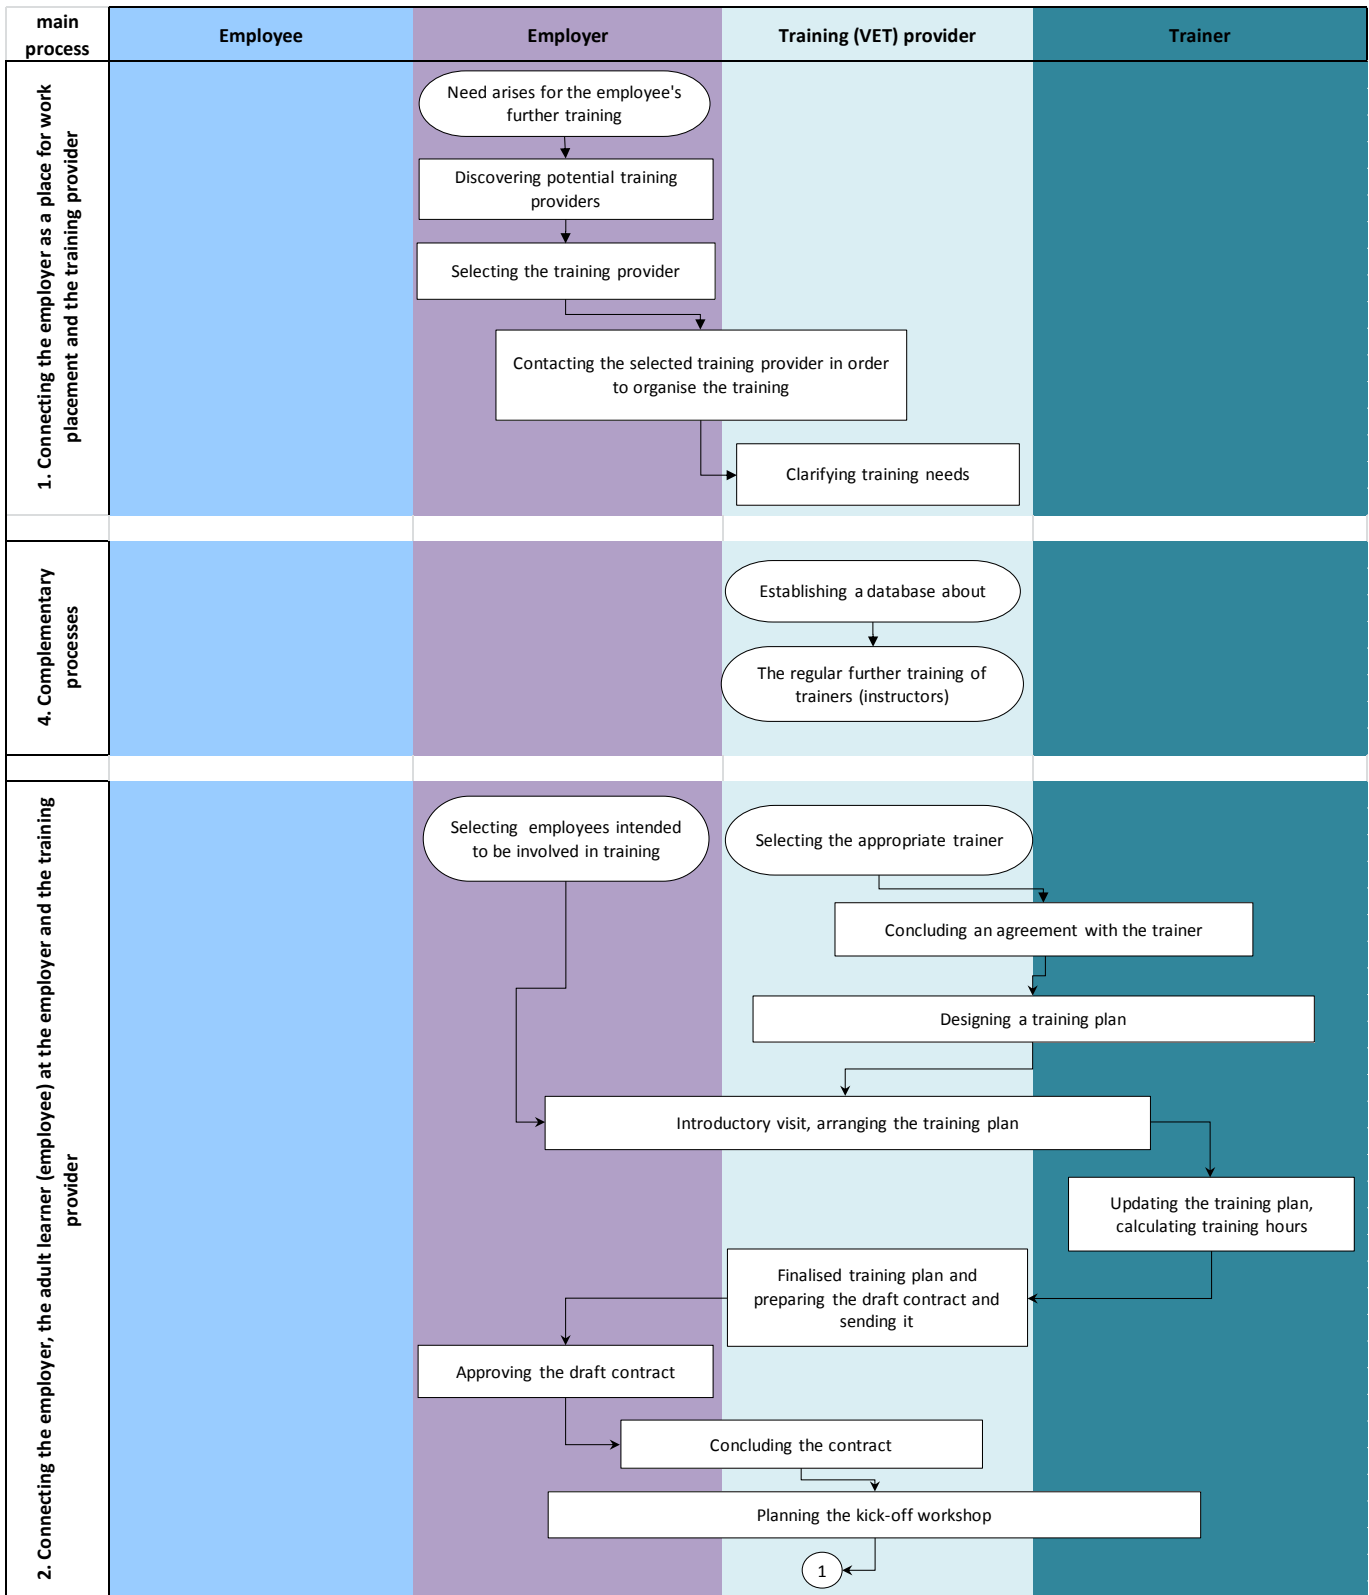 main
process
Employee
Employer
Training (VET) provider
Trainer
1. Connecting the employer as a place for work
placement and the training provider
Need arises for the employee's
further training
Discovering potential training
providers
Selecting the training provider
Contacting the selected training provider in order
to organise the training
Clarifying training needs
4. Complementary
processes
Establishing a database about
The regular further training of
trainers (instructors)
2. Connecting the employer, the adult learner (employee) at the employer and the training
provider
Selecting employees intended
to be involved in training
Selecting the appropriate trainer
Concluding an agreement with the trainer
Designing a training plan
Introductory visit, arranging the training plan
Updating the training plan,
calculating training hours
Finalised training plan and
preparing the draft contract and
sending it
Approving the draft contract
Concluding the contract
Planning the kick-off workshop
1